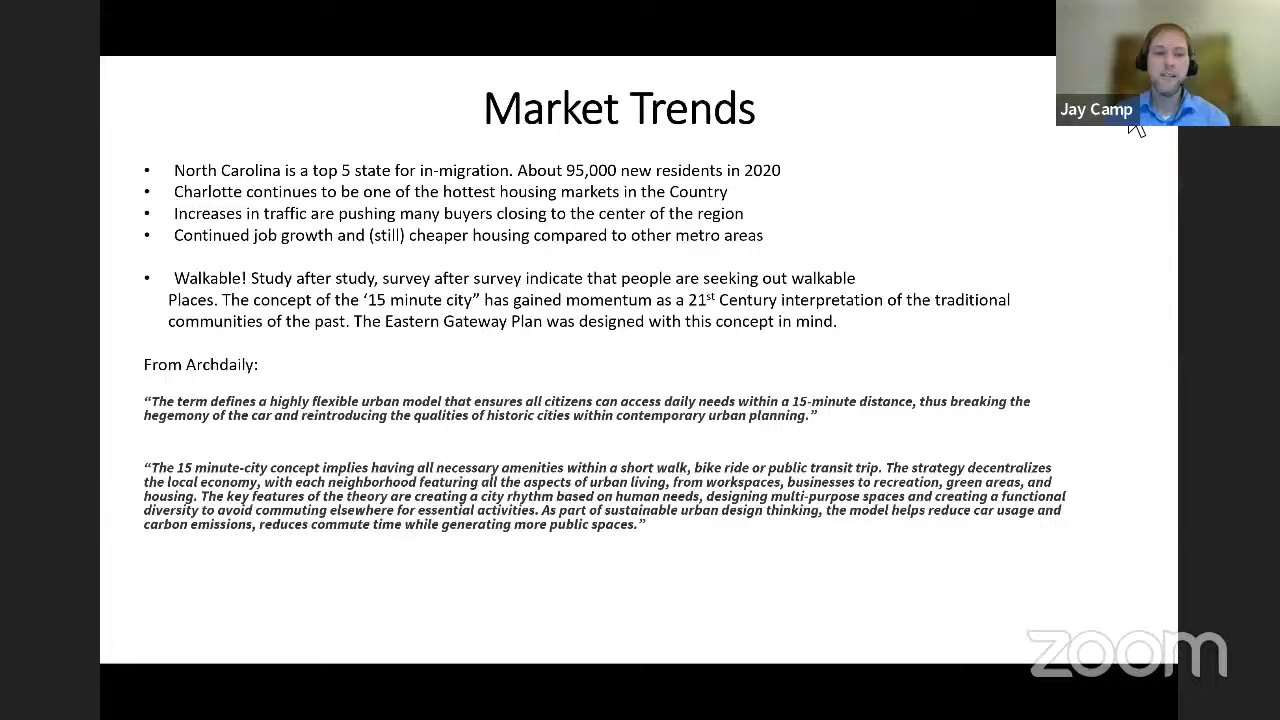 Jay Camp
Market Trends
• North Carolina is a top 5 state for in-migration. About 95,000 new residents in 2020
• Charlotte continues to be one of the hottest housing markets in the Country
• Increases in traffic are pushing many buyers closing to the center of the region
• Continued job growth and (still) cheaper housing compared to other metro areas
• Walkable! Study after study, survey after survey indicate that people are seeking out walkable
Places. The concept of the ‘15 minute city” has gained momentum as a 21st Century interpretation of the traditional
communities of the past. The Eastern Gateway Plan was designed with this concept in mind.
From Archdaily:
“The term defines a highly flexible urban model that ensures all citizens can access daily needs within a 15-minute distance, thus breaking the
hegemony of the car and reintroducing the qualities of historic cities within contemporary urban planning.”
“The 15 minute-city concept implies having all necessary amenities within a short walk, bike ride or public transit trip. The strategy decentralizes
the local economy, with each neighborhood featuring all the aspects of urban living, from workspaces, businesses to recreation, green areas, and
housing. The key features of the theory are creating a city rhythm based on human needs, designing multi-purpose spaces and creating a functional
diversity to avoid commuting elsewhere for essential activities. As part of sustainable urban design thinking, the model helps reduce car usage and
carbon emissions, reduces commute time while generating more public spaces.”
zoom